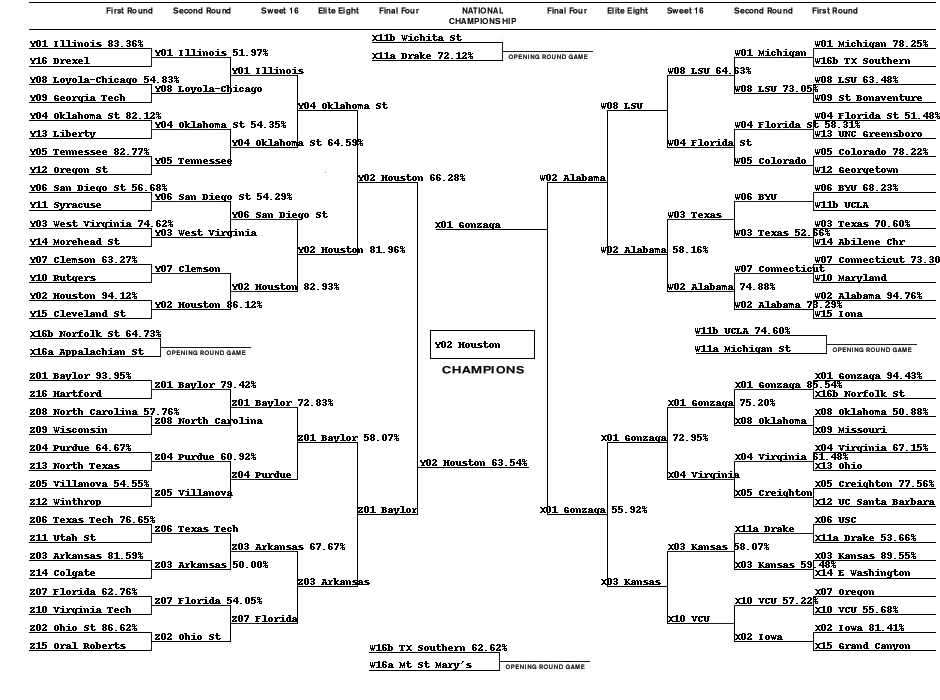 First Round Second Round Sweet 16 Elite Eight Final Four NATIONAL CHAMPIONSHIP Final Four Elite Eight Sweet 16 Second Round First Round
X11b Wichita St
X11a Drake 72.12%
OPENING ROUND GAME
Y01 Illinois 83.36%
Y16 Drexel
Y08 Loyola-Chicago 54.83%
Y09 Georgia Tech
Y04 Oklahoma St 82.12%
Y13 Liberty
Y05 Tennessee 82.77%
Y12 Oregon St
Y06 San Diego St 56.68%
Y11 Syracuse
Y03 West Virginia 74.62%
Y14 Morehead St
Y07 Clemson 63.27%
Y10 Rutgers
Y02 Houston 94.12%
Y15 Cleveland St
Y01 Illinois 51.97%
Y08 Loyola-Chicago
Y04 Oklahoma St 54.35%
Y05 Tennessee
Y06 San Diego St 54.29%
Y03 West Virginia
Y07 Clemson
Y02 Houston 86.12%
Y01 Illinois
Y04 Oklahoma St 64.59%
Y06 San Diego St
Y02 Houston 82.93%
Y04 Oklahoma St
Y02 Houston 81.96%
Y02 Houston 66.28%
X16b Norfolk St 64.73%
X16a Appalachian St
OPENING ROUND GAME
Z01 Baylor 93.95%
Z16 Hartford
Z08 North Carolina 57.76%
Z09 Wisconsin
Z04 Purdue 64.67%
Z13 North Texas
Z05 Villanova 54.55%
Z12 Winthrop
Z06 Texas Tech 76.65%
Z11 Utah St
Z03 Arkansas 81.59%
Z14 Colgate
Z07 Florida 62.76%
Z10 Virginia Tech
Z02 Ohio St 86.62%
Z15 Oral Roberts
Z01 Baylor 79.42%
Z08 North Carolina
Z04 Purdue 60.92%
Z05 Villanova
Z06 Texas Tech
Z03 Arkansas 50.00%
Z07 Florida 54.05%
Z02 Ohio St
Z01 Baylor 72.83%
Z04 Purdue
Z03 Arkansas 67.67%
Z07 Florida
Z01 Baylor 58.07%
Z03 Arkansas
Z01 Baylor
X01 Gonzaga
Y02 Houston
CHAMPIONS
Y02 Houston 63.54%
W02 Alabama
W08 LSU
W02 Alabama 58.16%
W08 LSU 64.63%
W04 Florida St
W03 Texas
W02 Alabama 74.88%
W01 Michigan
W08 LSU 73.05%
W04 Florida St 58.31%
W05 Colorado
W06 BYU
W03 Texas 52.66%
W07 Connecticut
W02 Alabama 73.29%
W01 Michigan 78.25%
W16b TX Southern
W08 LSU 63.48%
W09 St Bonaventure
W04 Florida St 51.48%
W13 UNC Greensboro
W05 Colorado 78.22%
W12 Georgetown
W06 BYU 68.23%
W11b UCLA
W03 Texas 70.60%
W14 Abilene Chr
W07 Connecticut 73.30
W10 Maryland
W02 Alabama 94.76%
W15 Iona
W11b UCLA 74.60%
W11a Michigan St
OPENING ROUND GAME
X01 Gonzaga 55.92%
X01 Gonzaga 72.95%
X03 Kansas
X01 Gonzaga 75.20%
X04 Virginia
X03 Kansas 58.07%
X10 VCU
X01 Gonzaga 85.54%
X08 Oklahoma
X04 Virginia 61.48%
X05 Creighton
X11a Drake
X03 Kansas 59.48%
X10 VCU 57.22%
X02 Iowa
X01 Gonzaga 94.43%
X16b Norfolk St
X08 Oklahoma 50.88%
X09 Missouri
X04 Virginia 67.15%
X13 Ohio
X05 Creighton 77.56%
X12 UC Santa Barbara
X06 USC
X11a Drake 53.66%
X03 Kansas 89.55%
X14 E Washington
X07 Oregon
X10 VCU 55.68%
X02 Iowa 81.41%
X15 Grand Canyon
W16b TX Southern 62.62%
W16a Mt St Mary's
OPENING ROUND GAME